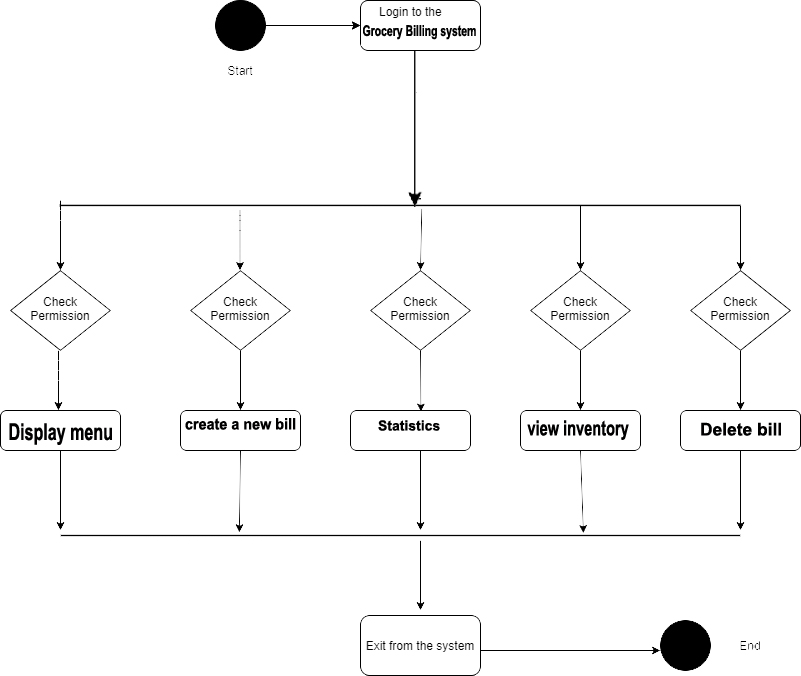 Login to the
Grocery Billing system
Start
Check
Permission
Check
Permission
Check
Permission
Check
Permission
Check
Permission
Display menu
create a new bill
Statistics
view inventory
Delete bill
Exit from the system
End